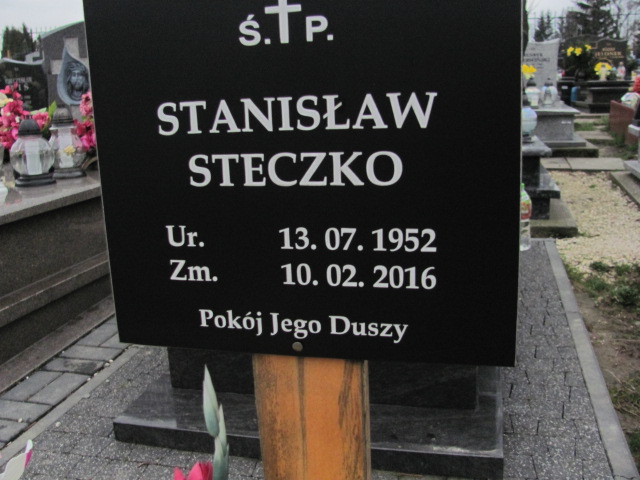 Ś.†P.
STANISŁAW
STECZKO
Ur. 13. 07. 1952
Zm. 10. 02. 2016
Pokój Jego Duszy